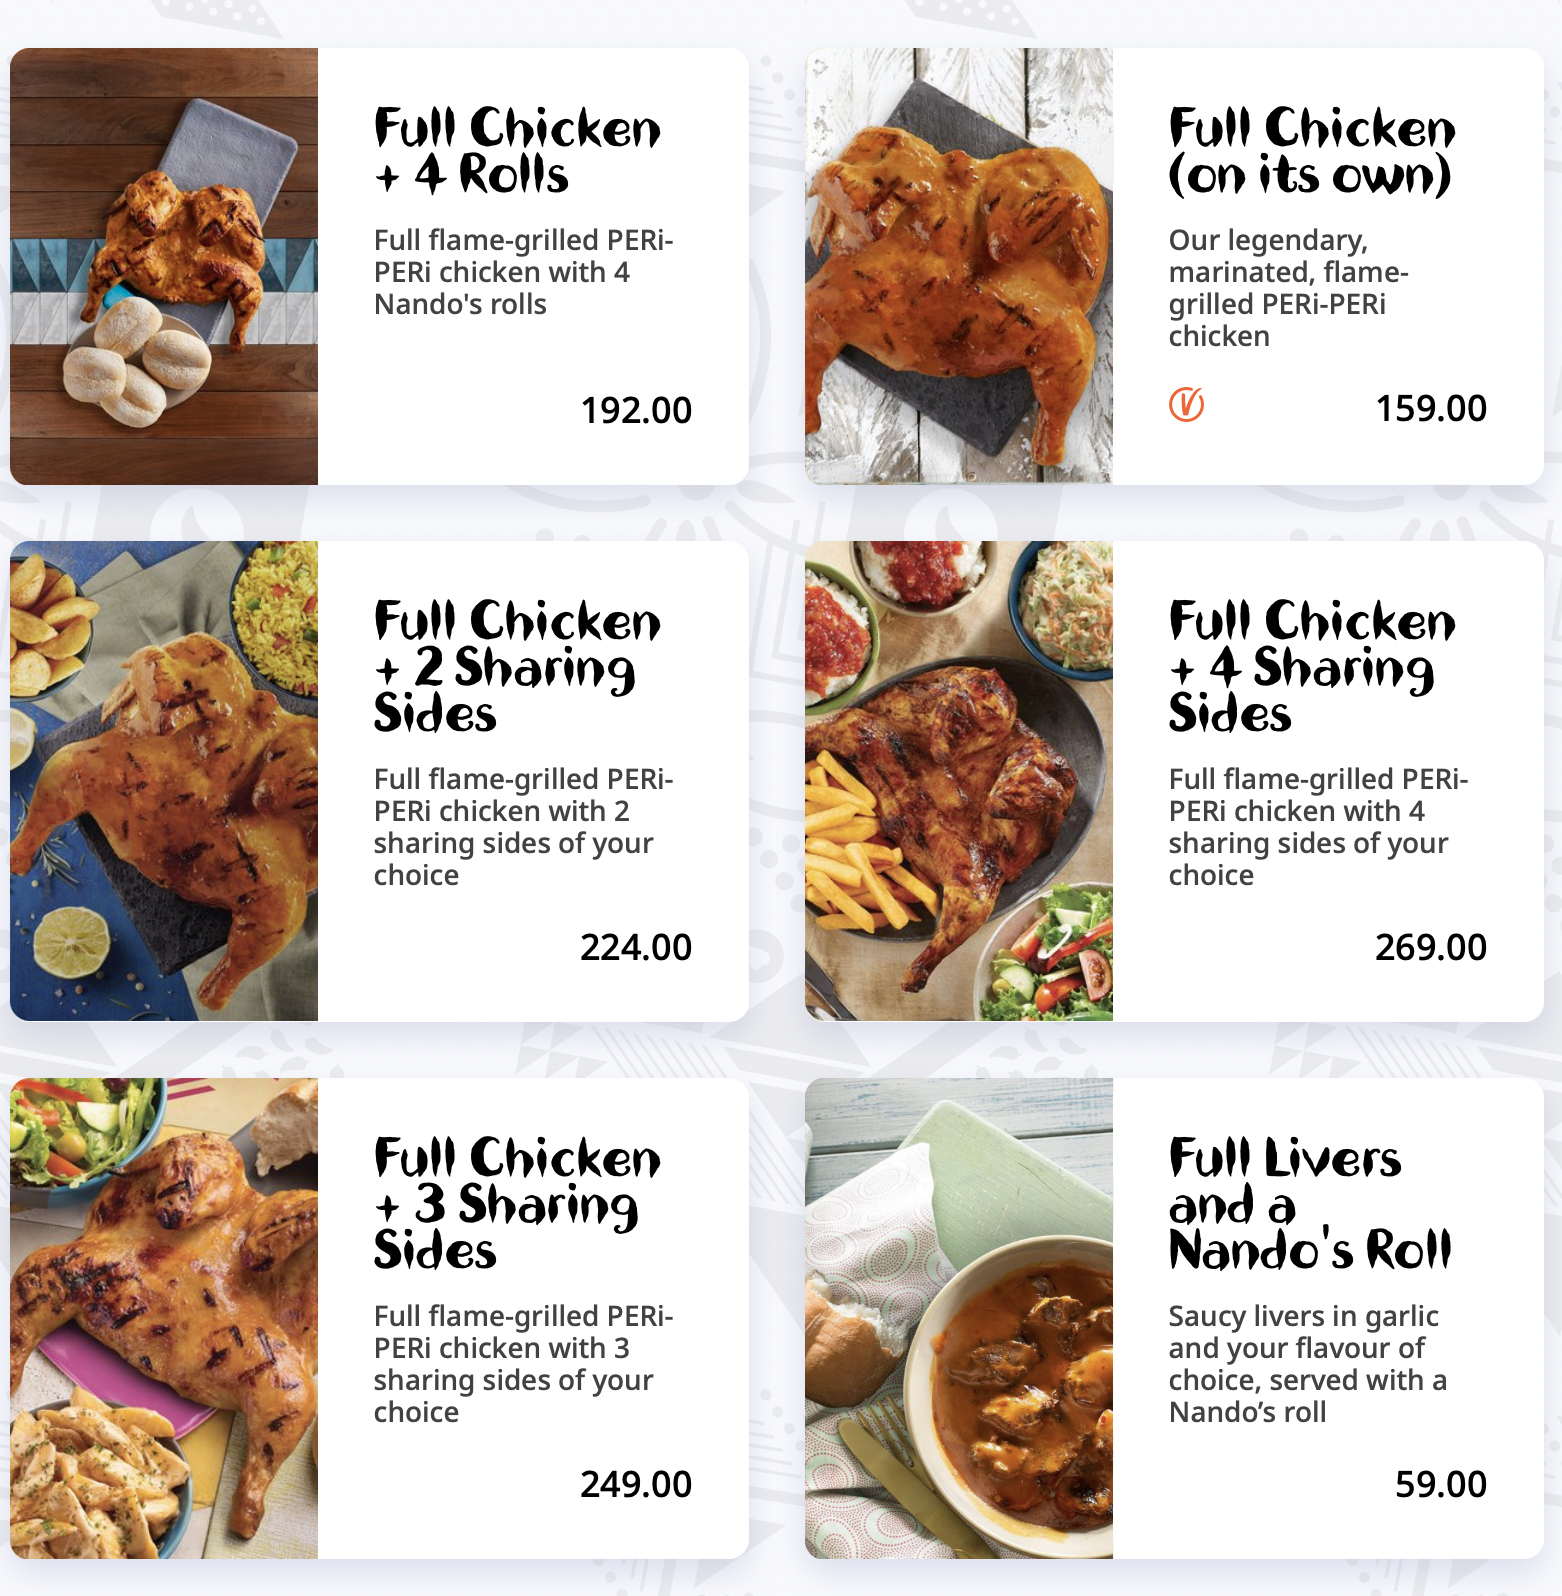 Full Chicken
+ 4 Rolls
Full flame-grilled PERi-
PERi chicken with 4
Nando's rolls
192.00
Full Chicken
(on its own)
Our legendary,
marinated, flame-
grilled PERi-PERi
chicken
V
159.00
Full Chicken
+ 2 Sharing
Sides
Full flame-grilled PERi-
PERi chicken with 2
sharing sides of your
choice
224.00
Full Chicken
+ 4 Sharing
Sides
Full flame-grilled PERi-
PERi chicken with 4
sharing sides of your
choice
269.00
Full Chicken
+ 3 Sharing
Sides
Full flame-grilled PERi-
PERi chicken with 3
sharing sides of your
choice
249.00
Full Livers
and a
Nando's Roll
Saucy livers in garlic
and your flavour of
choice, served with a
Nando’s roll
59.00